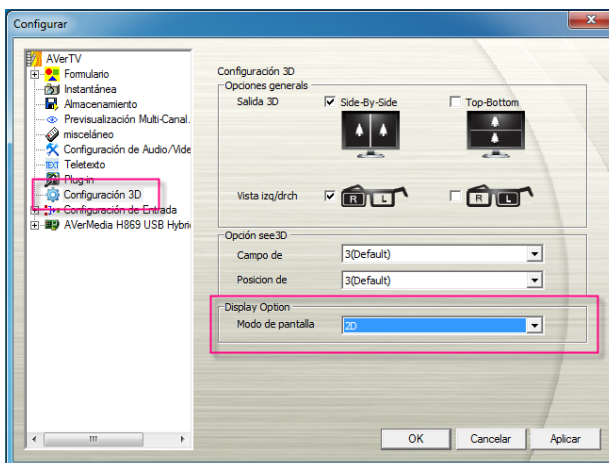 Configurar
AVerTV
Formulario
Instantánea
Almacenamiento
Previsualización Multi-Canal.
misceláneo
Configuración de Audio/Vide
TEXT Teletexto
Plug-in
Configuración 3D
Configuración de Entrada
AVerMedia H869 USB Hybri
Configuración 3D
Opciones generals
Salida 3D
Side-By-Side
Top-Bottom
Vista izq/drch
R L
R L
Opción see3D
Campo de
3(Default)
Posicion de
3(Default)
Display Option
Modo de pantalla
2D
OK
Cancelar
Aplicar